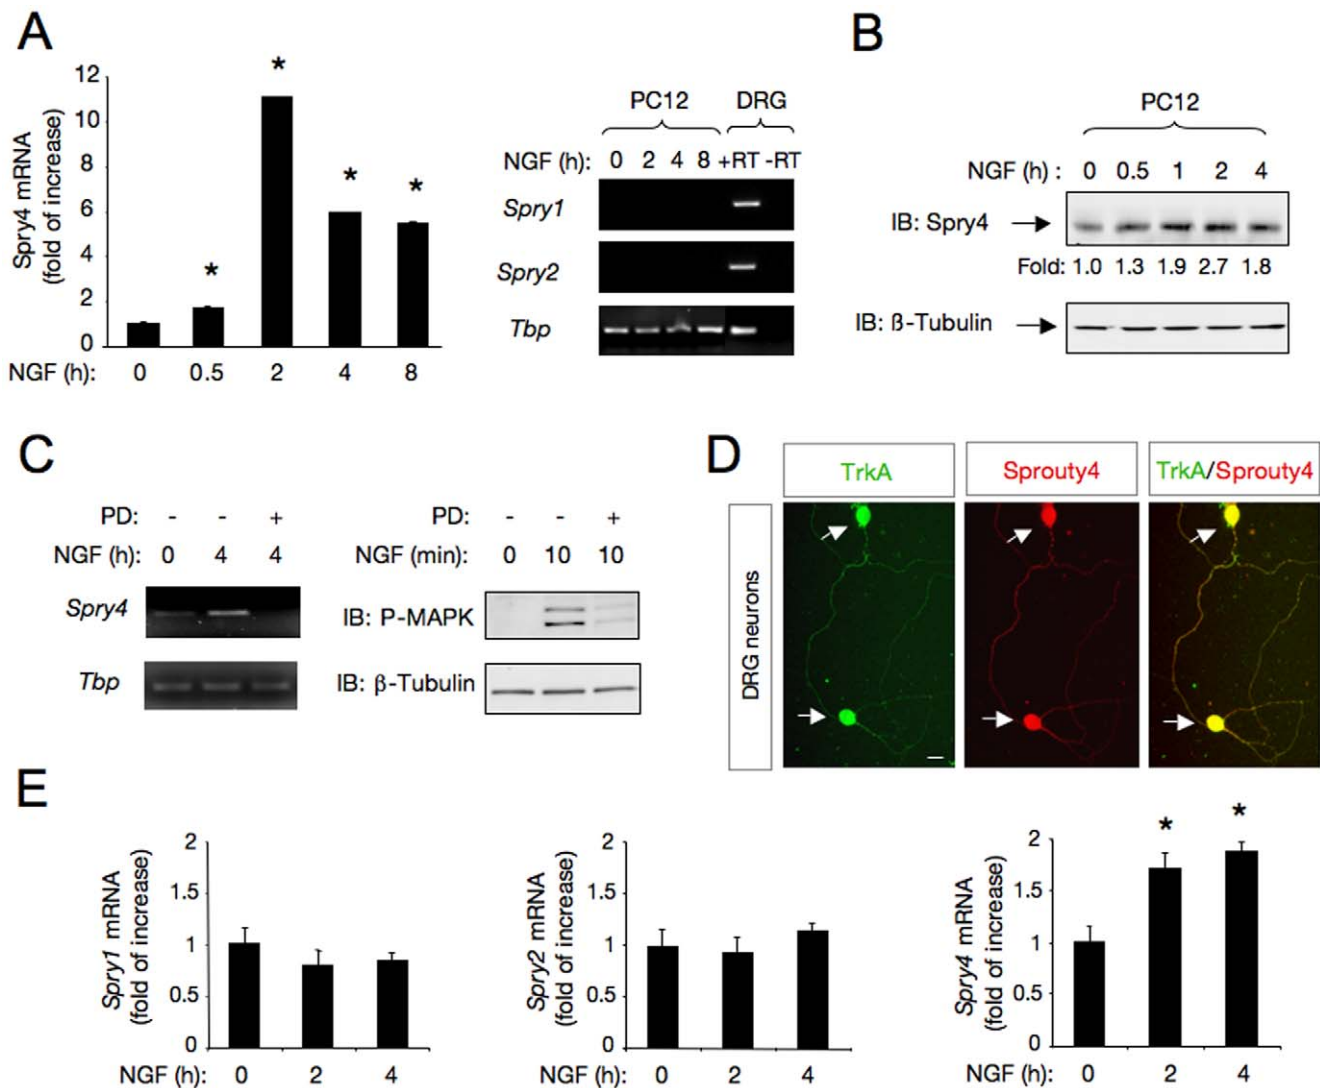 A
Spry4 mRNA
(fold of increase)
12
10
8
6
4
2
0
* * * *
NGF (h): 0 0.5 2 4 8
PC12 DRG
NGF (h): 0 2 4 8 +RT -RT
Spry1
Spry2
Tbp
B
PC12
NGF (h) : 0 0.5 1 2 4
IB: Spry4
Fold: 1.0 1.3 1.9 2.7 1.8
IB: ß-Tubulin
C
PD: - - +
NGF (h): 0 4 4
Spry4
Tbp
PD: - - +
NGF (min): 0 10 10
IB: P-MAPK
IB: β-Tubulin
D
TrkA Sprouty4 TrkA/Sprouty4
DRG neurons
E
Spry1 mRNA
(fold of increase)
2
1.5
1
0.5
0
NGF (h): 0 2 4
Spry2 mRNA
(fold of increase)
2
1.5
1
0.5
0
NGF (h): 0 2 4
Spry4 mRNA
(fold of increase)
2
1.5
1
0.5
0
* *
NGF (h): 0 2 4